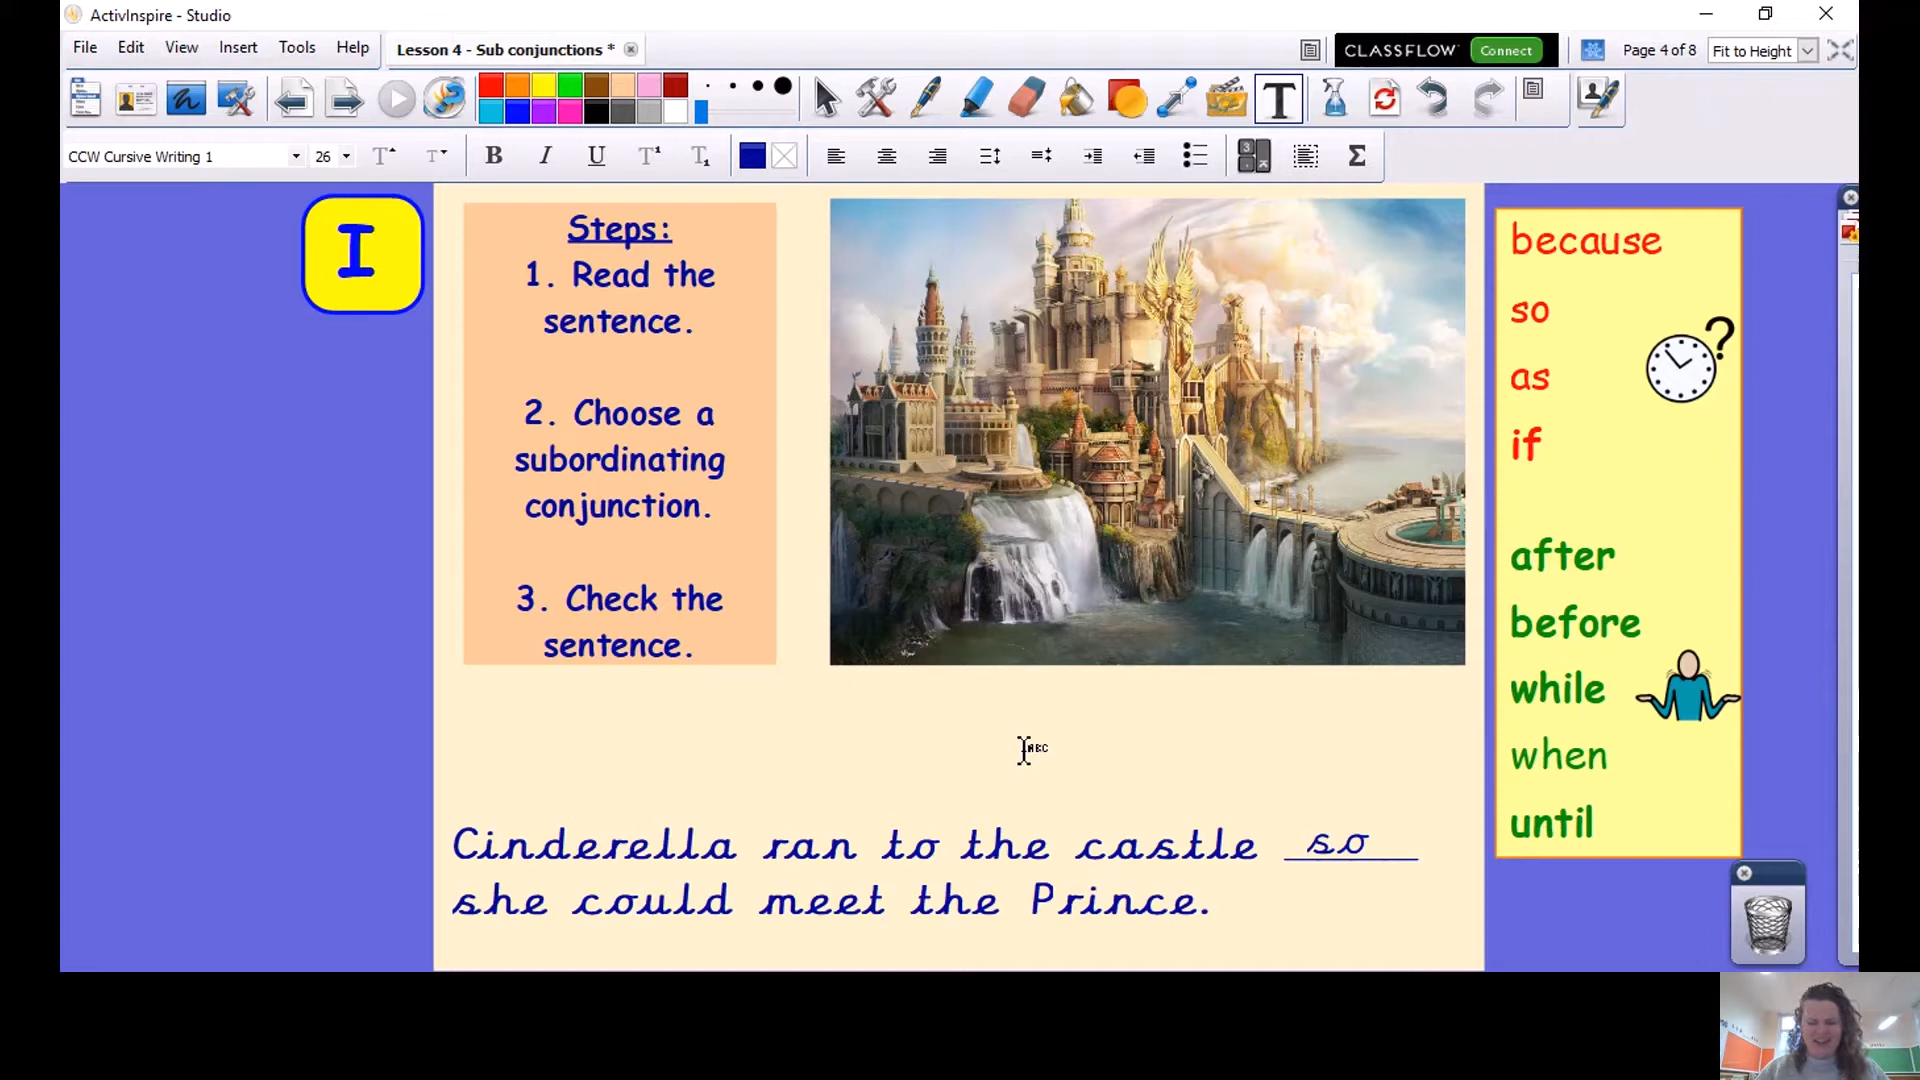 ActivInspire - Studio
File Edit View Insert Tools Help
Lesson 4 - Sub conjunctions *
CLASSFLOW Connect
Page 4 of 8
Fit to Height
CCW Cursive Writing 1
26
I
Steps:
1. Read the
sentence.
2. Choose a
subordinating
conjunction.
3. Check the
sentence.
because
so
as
if
after
before
while
when
until
?
ABC
Cinderella ran to the castle so
she could meet the Prince.